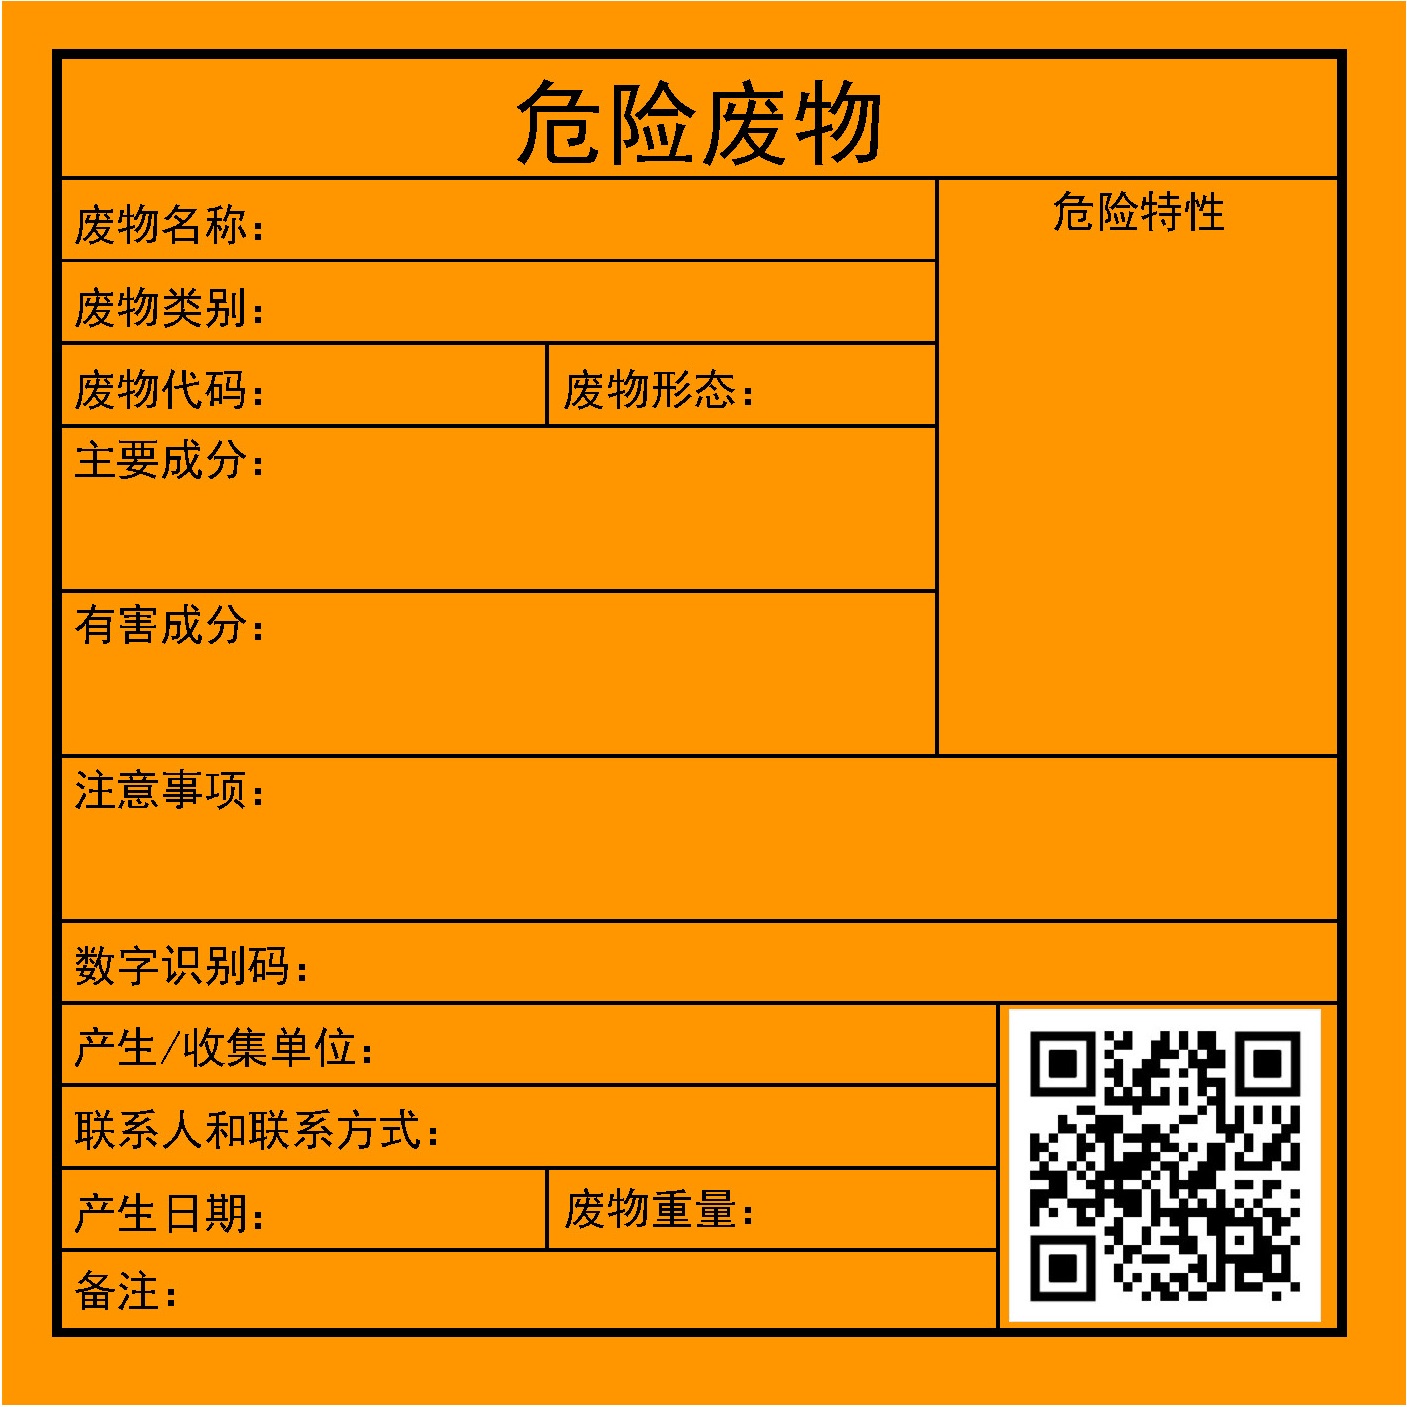 危险废物
废物名称：
危险特性
废物类别：
废物代码：
废物形态：
主要成分：
有害成分：
注意事项：
数字识别码：
产生/收集单位：
联系人和联系方式：
产生日期：
废物重量：
备注：